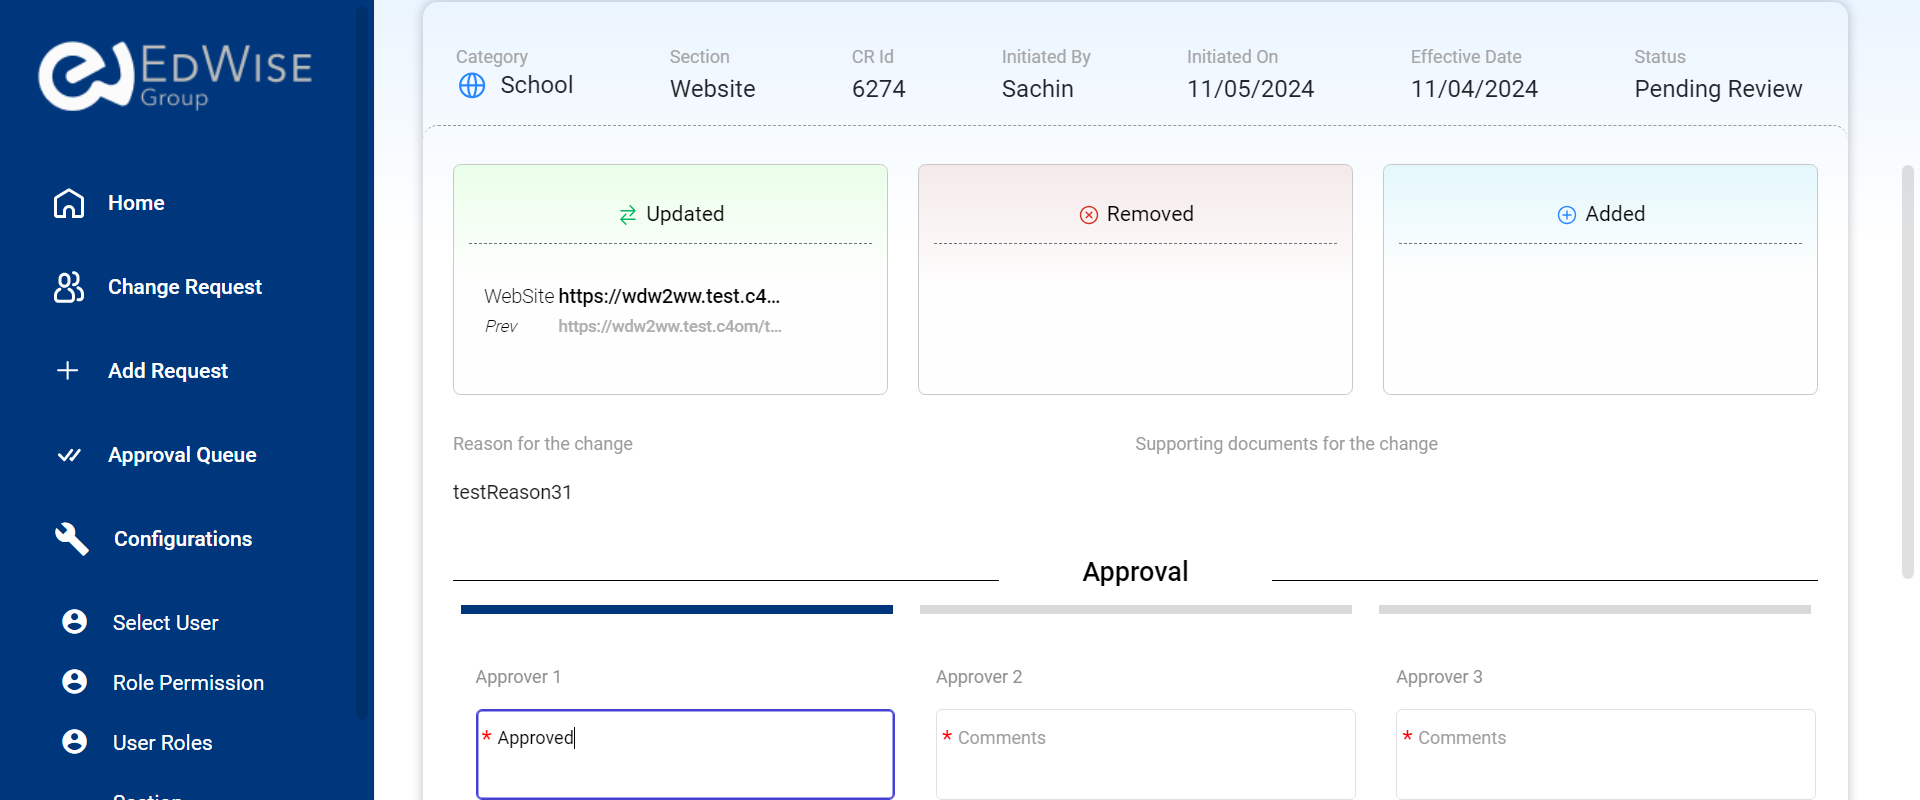 EDWISE
Group
Home
Change Request
Add Request
Approval Queue
Configurations
Select User
Role Permission
User Roles
Section
Category
School
Section
Website
CR Id
6274
Initiated By
Sachin
Initiated On
11/05/2024
Effective Date
11/04/2024
Status
Pending Review
Updated
WebSite https://wdw2ww.test.c4...
Prev https://wdw2ww.test.c4om/t...
Removed
Added
Reason for the change
testReason31
Supporting documents for the change
Approval
Approver 1
* Approved
Approver 2
* Comments
Approver 3
* Comments